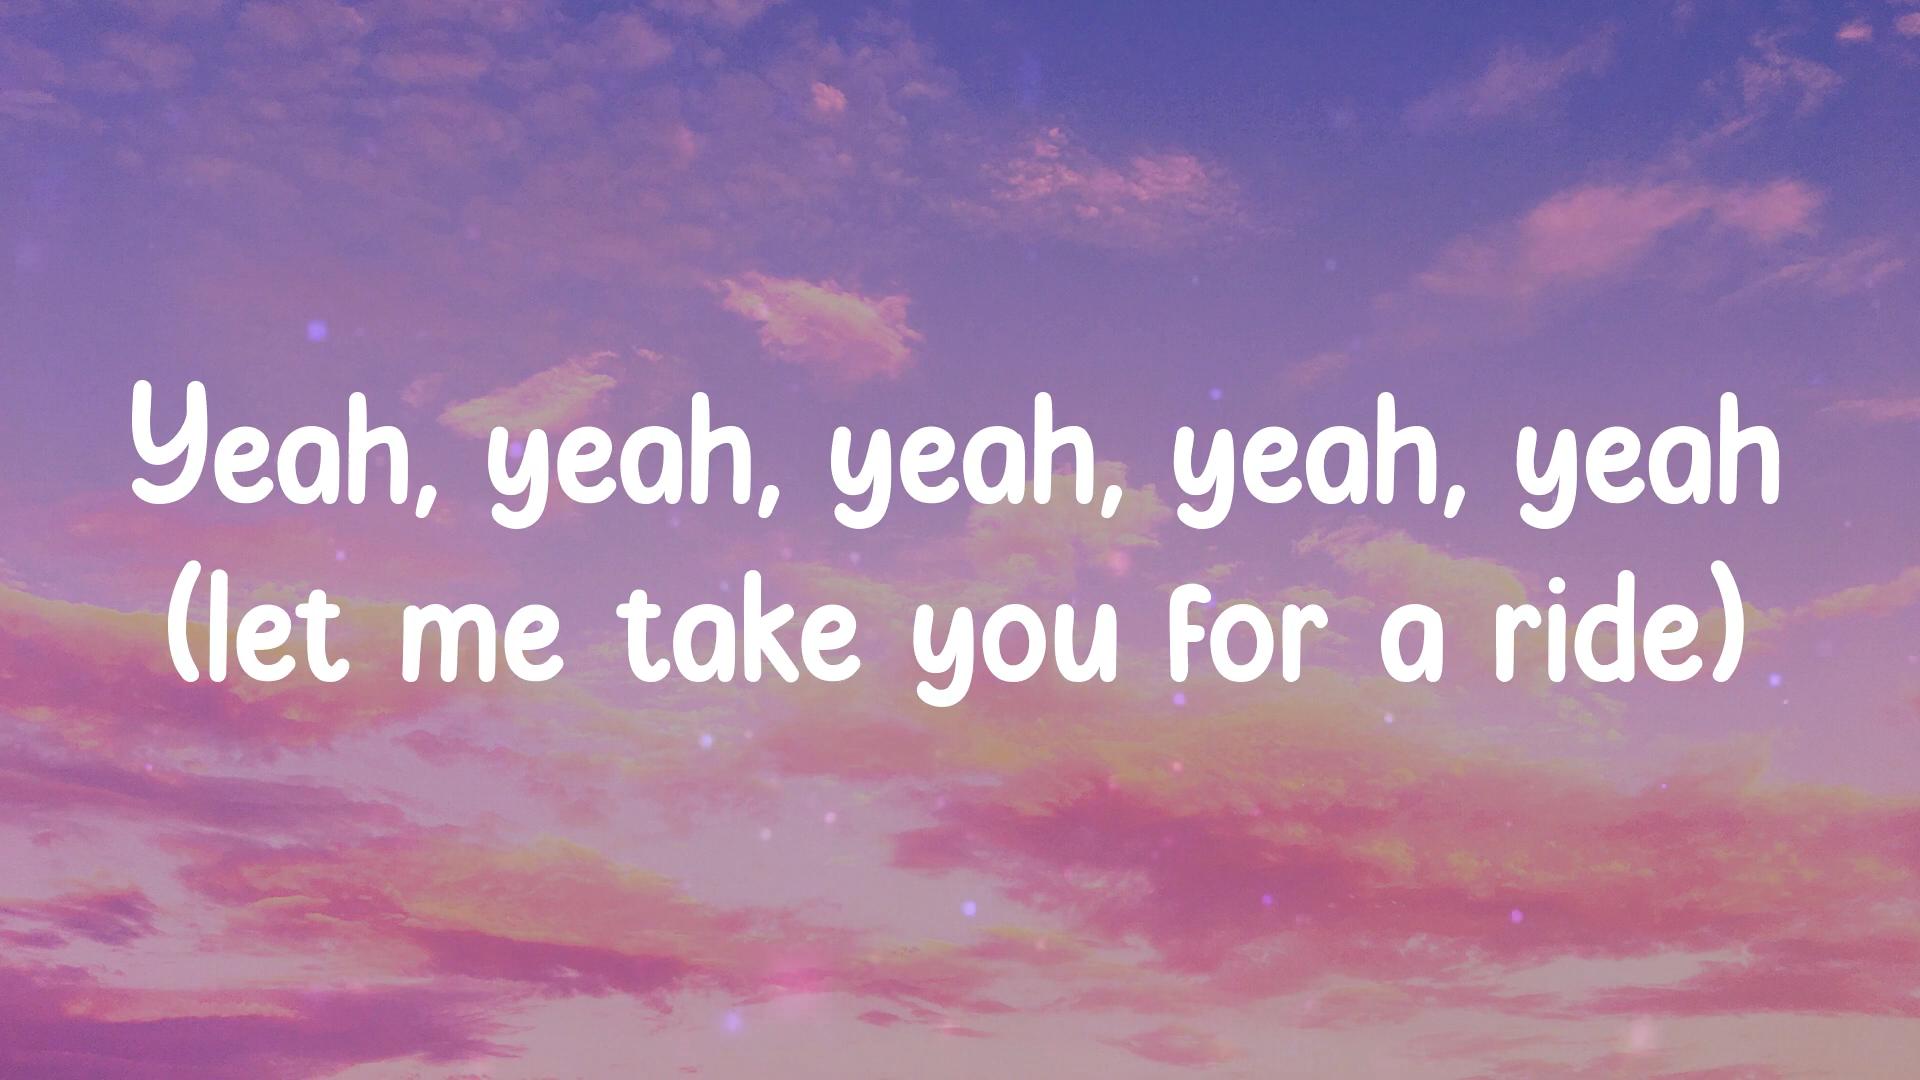 Yeah, yeah, yeah, yeah, yeah
(let me take you for a ride)